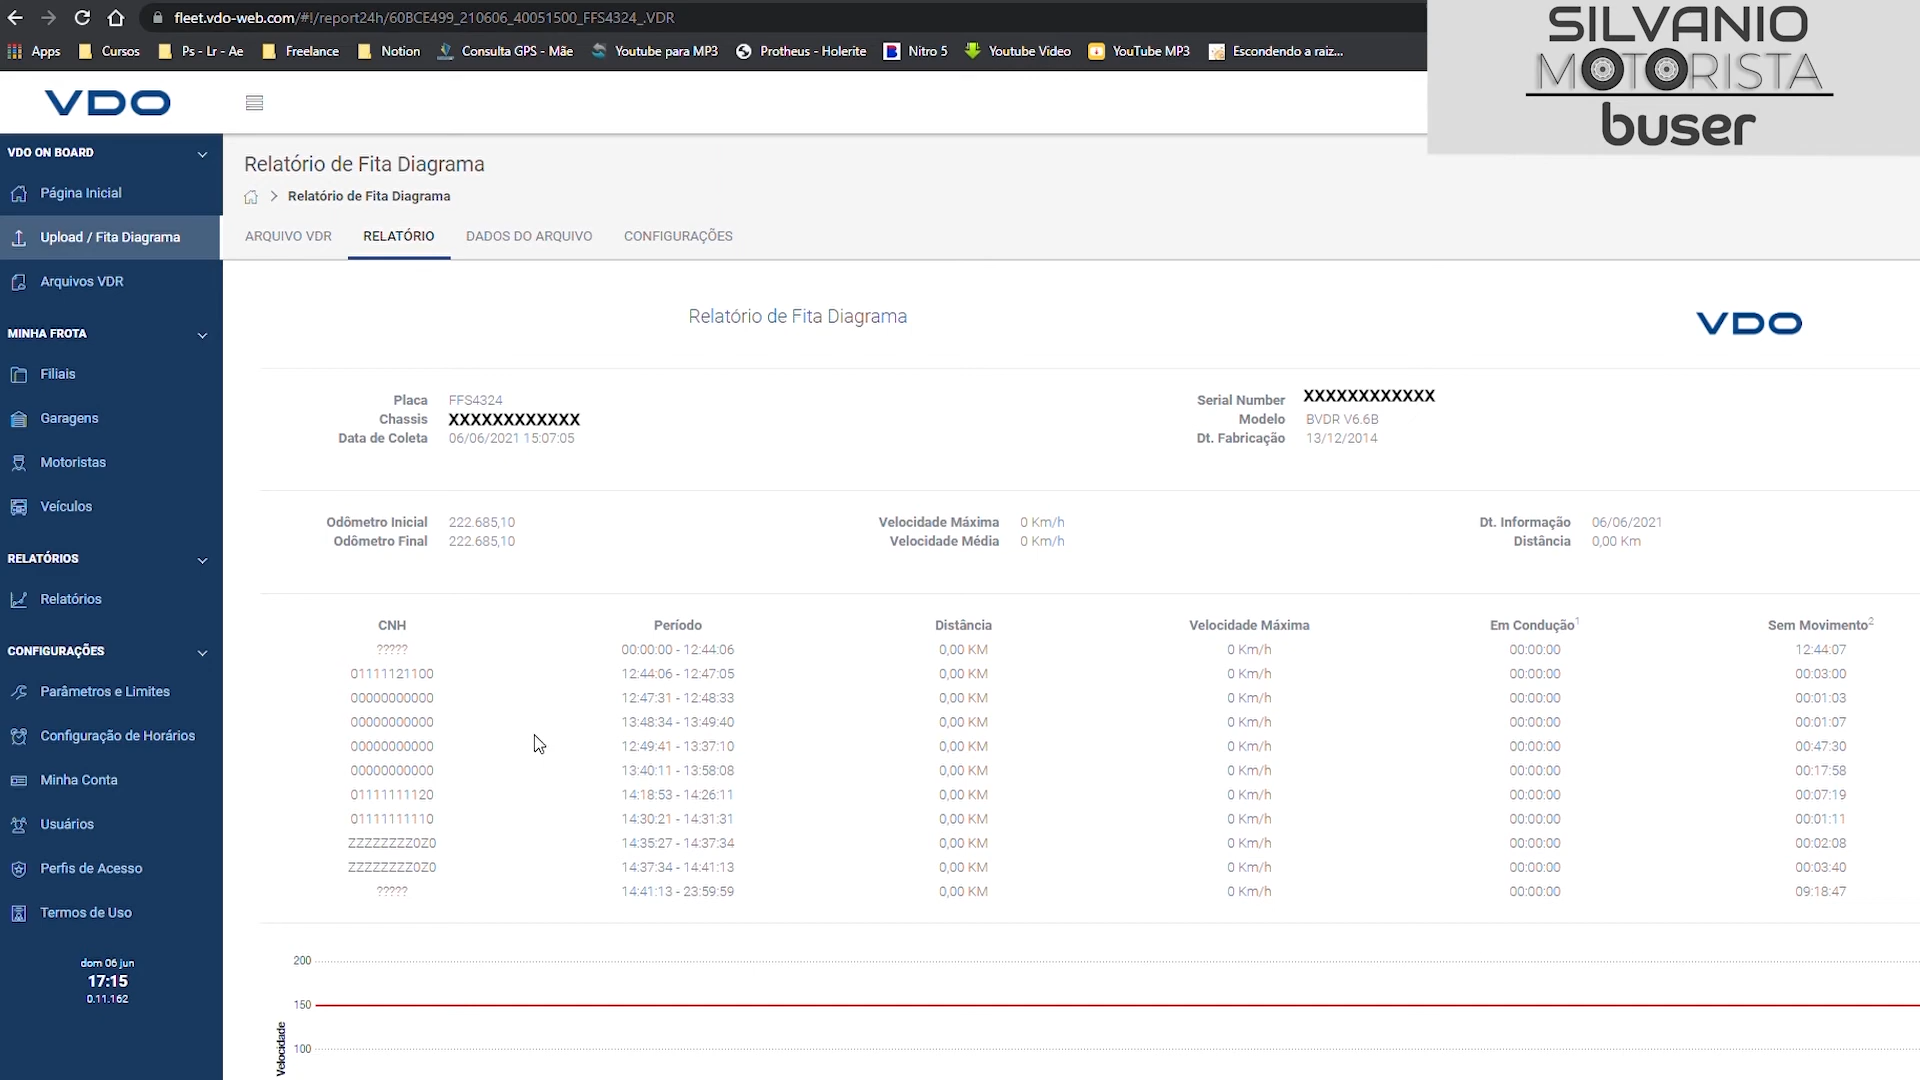 fleet.vdo-web.com/#!/report24h/60BCE499_210606_40051500_FFS4324_.VDR
Apps Cursos Ps - Lr - Ae Freelance Notion Consulta GPS - Mãe Youtube para MP3 Protheus - Holerite Nitro 5 Youtube Video YouTube MP3 Escondendo a raiz...
SILVANIO
MOTORISTA
buser
VDO
VDO ON BOARD
Página Inicial
Upload / Fita Diagrama
Arquivos VDR
MINHA FROTA
Filiais
Garagens
Motoristas
Veículos
RELATÓRIOS
Relatórios
CONFIGURAÇÕES
Parâmetros e Limites
Configuração de Horários
Minha Conta
Usuários
Perfis de Acesso
Termos de Uso
dom 06 jun
17:15
0.11.162
Relatório de Fita Diagrama
> Relatório de Fita Diagrama
ARQUIVO VDR RELATÓRIO DADOS DO ARQUIVO CONFIGURAÇÕES
Relatório de Fita Diagrama
VDO
Placa FFS4324 Serial Number XXXXXXXXXXXX
Chassis XXXXXXXXXXXX Modelo BVDR V6.6B
Data de Coleta 06/06/2021 15:07:05 Dt. Fabricação 13/12/2014
Odômetro Inicial 222.685,10 Velocidade Máxima 0 Km/h Dt. Informação 06/06/2021
Odômetro Final 222.685,10 Velocidade Média 0 Km/h Distância 0,00 Km
CNH Período Distância Velocidade Máxima Em Condução1 Sem Movimento2
????? 00:00:00 - 12:44:06 0,00 KM 0 Km/h 00:00:00 12:44:07
01111121100 12:44:06 - 12:47:05 0,00 KM 0 Km/h 00:00:00 00:03:00
00000000000 12:47:31 - 12:48:33 0,00 KM 0 Km/h 00:00:00 00:01:03
00000000000 13:48:34 - 13:49:40 0,00 KM 0 Km/h 00:00:00 00:01:07
00000000000 12:49:41 - 13:37:10 0,00 KM 0 Km/h 00:00:00 00:47:30
00000000000 13:40:11 - 13:58:08 0,00 KM 0 Km/h 00:00:00 00:17:58
01111111120 14:18:53 - 14:26:11 0,00 KM 0 Km/h 00:00:00 00:07:19
01111111110 14:30:21 - 14:31:31 0,00 KM 0 Km/h 00:00:00 00:01:11
ZZZZZZZZ0Z0 14:35:27 - 14:37:34 0,00 KM 0 Km/h 00:00:00 00:02:08
ZZZZZZZZ0Z0 14:37:34 - 14:41:13 0,00 KM 0 Km/h 00:00:00 00:03:40
????? 14:41:13 - 23:59:59 0,00 KM 0 Km/h 00:00:00 09:18:47
200
150
100
Velocidade